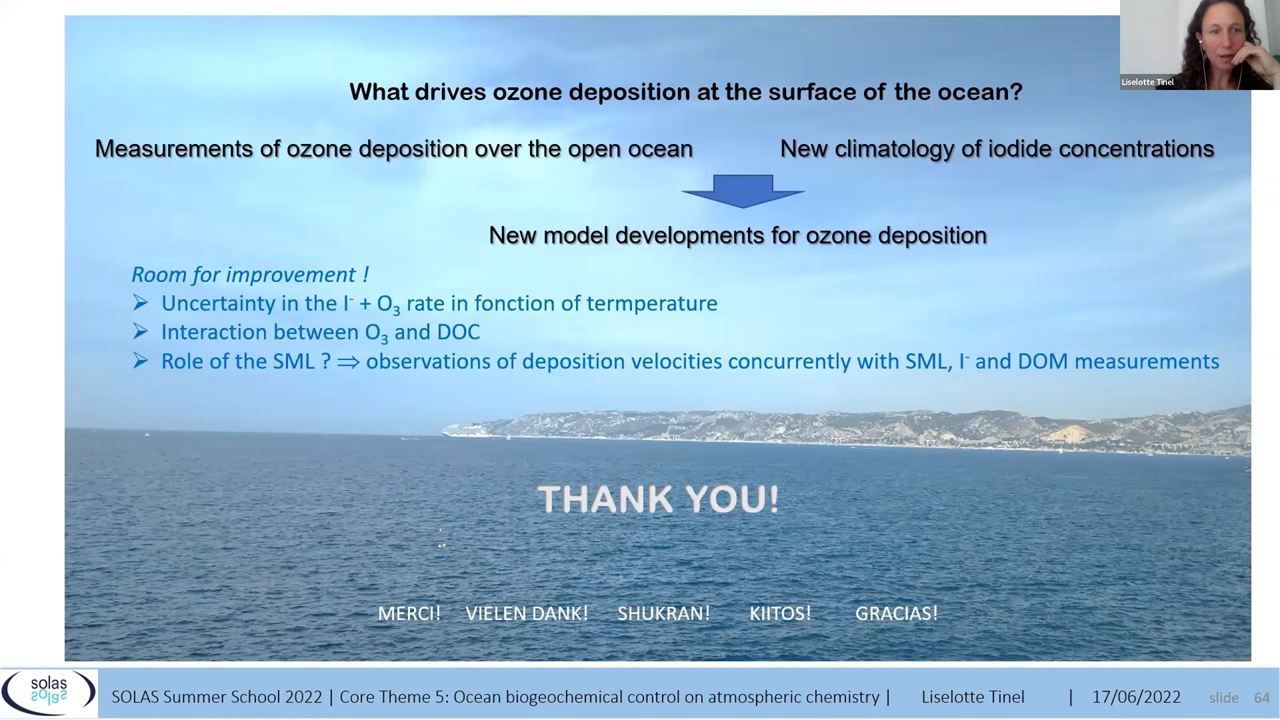 Liselotte Tinel
What drives ozone deposition at the surface of the ocean?
Measurements of ozone deposition over the open ocean
New climatology of iodide concentrations
New model developments for ozone deposition
Room for improvement !
Uncertainty in the I⁻ + O₃ rate in fonction of termperature
Interaction between O₃ and DOC
Role of the SML ? ⇒ observations of deposition velocities concurrently with SML, I⁻ and DOM measurements
THANK YOU!
MERCI! VIELEN DANK! SHUKRAN! KIITOS! GRACIAS!
solas
solas
SOLAS Summer School 2022 | Core Theme 5: Ocean biogeochemical control on atmospheric chemistry | Liselotte Tinel | 17/06/2022 slide 64